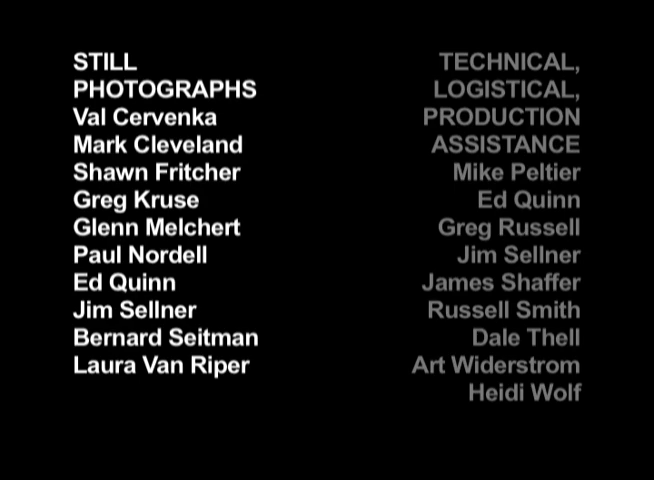 STILL
PHOTOGRAPHS
Val Cervenka
Mark Cleveland
Shawn Fritcher
Greg Kruse
Glenn Melchert
Paul Nordell
Ed Quinn
Jim Sellner
Bernard Seitman
Laura Van Riper
TECHNICAL,
LOGISTICAL,
PRODUCTION
ASSISTANCE
Mike Peltier
Ed Quinn
Greg Russell
Jim Sellner
James Shaffer
Russell Smith
Dale Thell
Art Widerstrom
Heidi Wolf